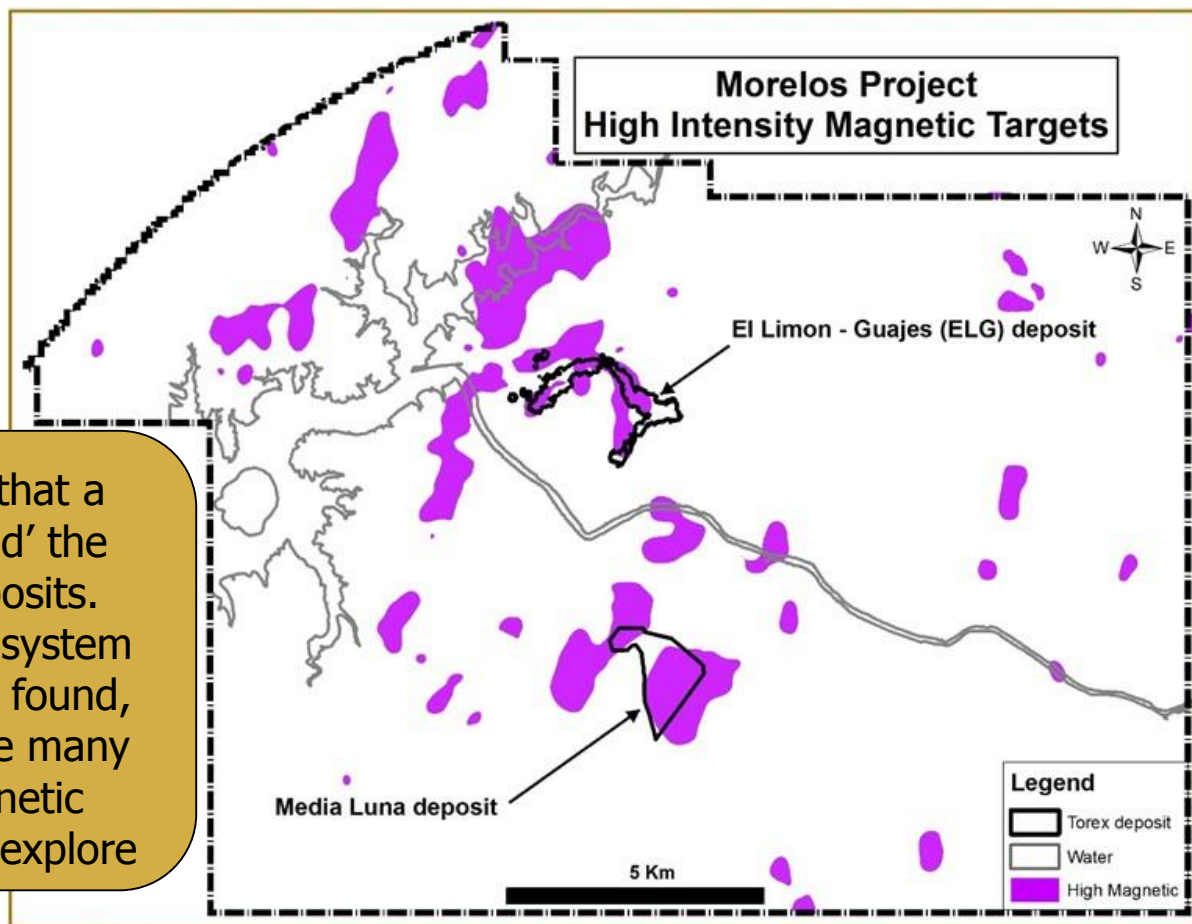 Morelos Project
High Intensity Magnetic Targets
N
W E
S
El Limon - Guajes (ELG) deposit
that a
d’ the
posits.
system
found,
e many
netic
explore
Media Luna deposit
5 Km
Legend
Torex deposit
Water
High Magnetic